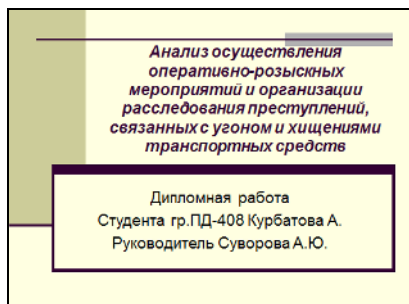 Анализ осуществления
оперативно-розыскных
мероприятий и организации
расследования преступлений,
связанных с угоном и хищениями
транспортных средств
Дипломная работа
Студента гр.ПД-408 Курбатова А.
Руководитель Суворова А.Ю.